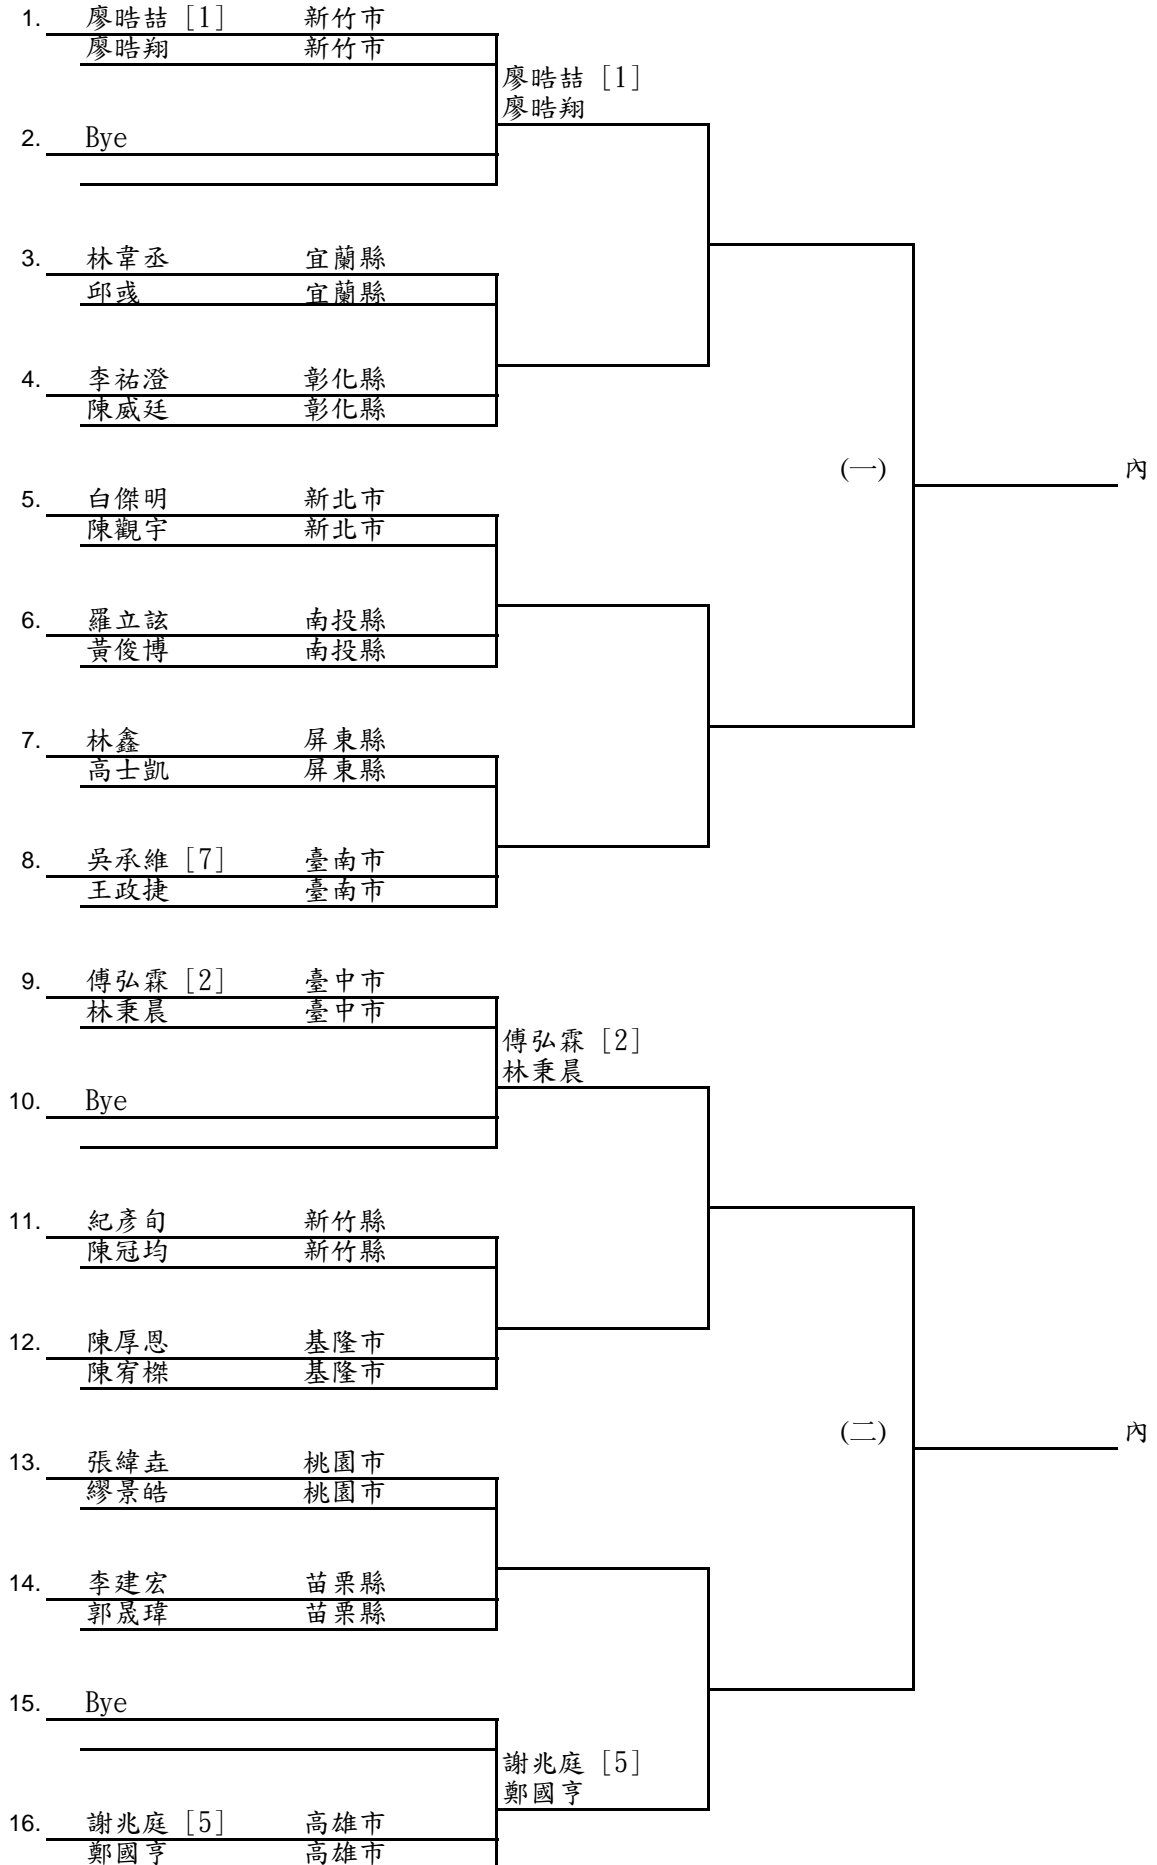 1. 廖晧喆 [1] 新竹市
廖晧翔 新竹市
廖晧喆 [1]
廖晧翔
2. Bye
3. 林韋丞 宜蘭縣
邱彧 宜蘭縣
4. 李祐澄 彰化縣
陳威廷 彰化縣
(一) 內
5. 白傑明 新北市
陳觀宇 新北市
6. 羅立詃 南投縣
黃俊博 南投縣
7. 林鑫 屏東縣
高士凱 屏東縣
8. 吳承維 [7] 臺南市
王政捷 臺南市
9. 傅弘霖 [2] 臺中市
林秉晨 臺中市
傅弘霖 [2]
林秉晨
10. Bye
11. 紀彥旬 新竹縣
陳冠均 新竹縣
12. 陳厚恩 基隆市
陳宥榤 基隆市
(二) 內
13. 張緯垚 桃園市
繆景皓 桃園市
14. 李建宏 苗栗縣
郭晟瑋 苗栗縣
15. Bye
謝兆庭 [5]
鄭國亨
16. 謝兆庭 [5] 高雄市
鄭國亨 高雄市